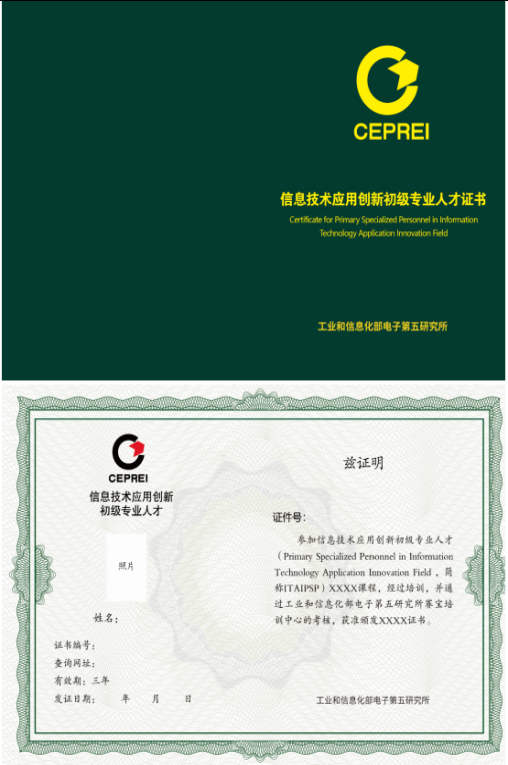 CEPREI
信息技术应用创新初级专业人才证书
Certificate for Primary Specialized Personnel in Information
Technology Application Innovation Field
工业和信息化部电子第五研究所
CEPREI
信息技术应用创新
初级专业人才
照片
姓名:
证书编号:
查询网址:
有效期: 三年
发证日期: 年 月 日
兹证明
证件号:
参加信息技术应用创新初级专业人才
(Primary Specialized Personnel in Information
Technology Application Innovation Field , 简
称ITAIPSP) XXXX课程, 经过培训, 并通
过工业和信息化部电子第五研究所赛宝培
训中心的考核, 获准颁发XXXX证书。
工业和信息化部电子第五研究所